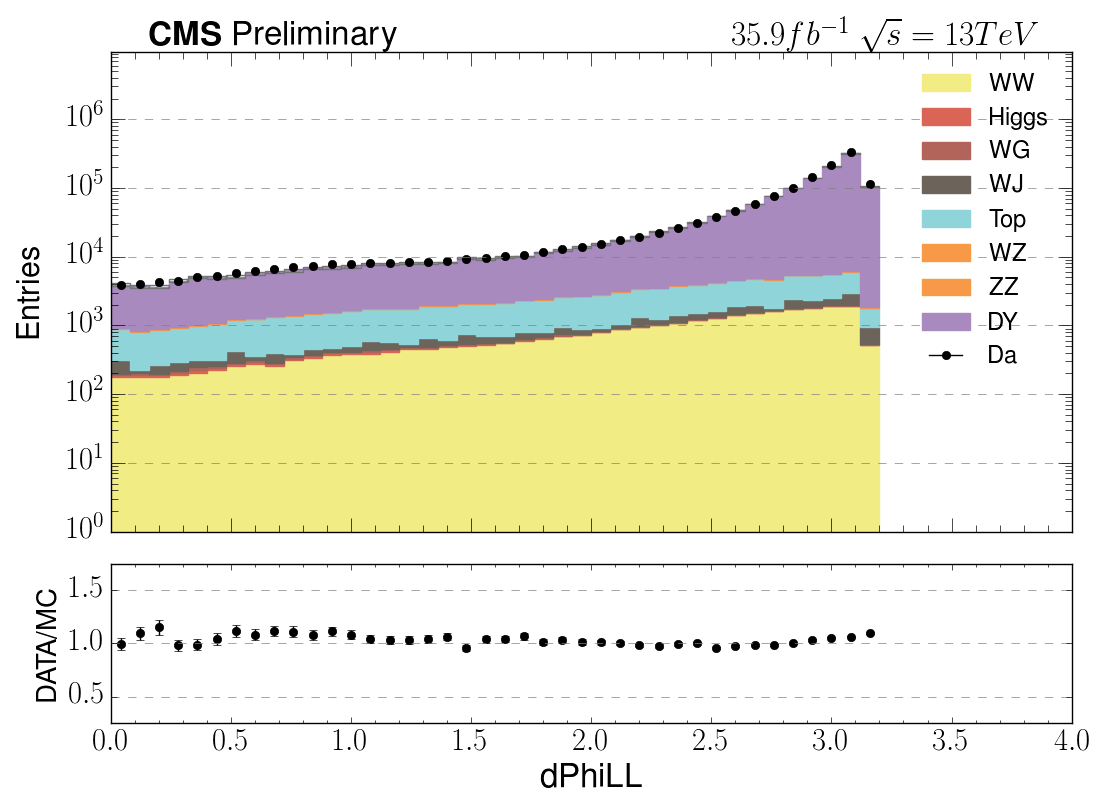 CMS Preliminary
35.9fb⁻¹ √s = 13TeV
Entries
10⁶
10⁵
10⁴
10³
10²
10¹
10⁰
WW
Higgs
WG
WJ
Top
WZ
ZZ
DY
Da
DATA/MC
1.5
1.0
0.5
0.0 0.5 1.0 1.5 2.0 2.5 3.0 3.5 4.0
dPhiLL